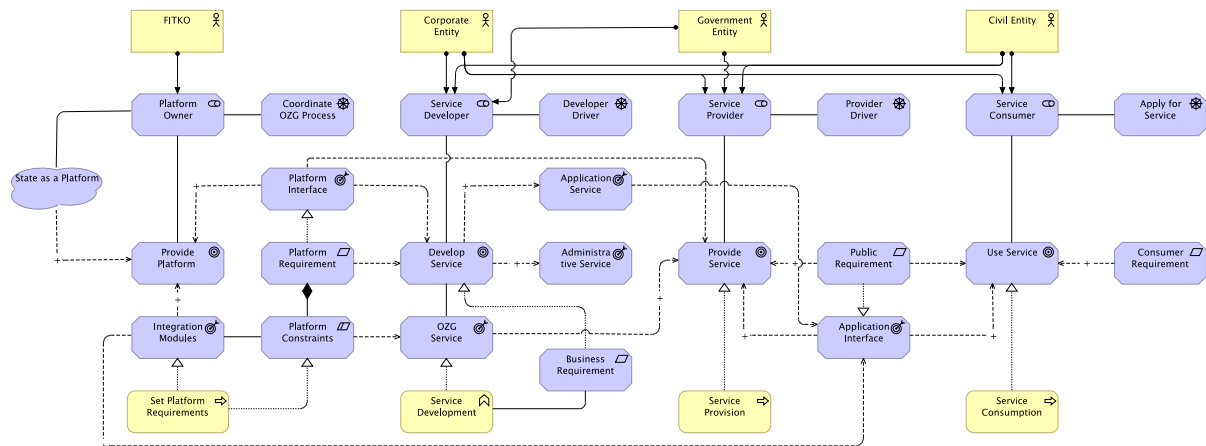 FITKO
Corporate
Entity
Government
Entity
Civil Entity
Platform
Owner
Coordinate
OZG Process
Service
Developer
Developer
Driver
Service
Provider
Provider
Driver
Service
Consumer
Apply for
Service
State as a Platform
Platform
Interface
Application
Service
Provide
Platform
Platform
Requirement
Develop
Service
Administra
tive Service
Provide
Service
Public
Requirement
Use Service
Consumer
Requirement
Integration
Modules
Platform
Constraints
OZG
Service
Business
Requirement
Application
Interface
Set Platform
Requirements
Service
Development
Service
Provision
Service
Consumption